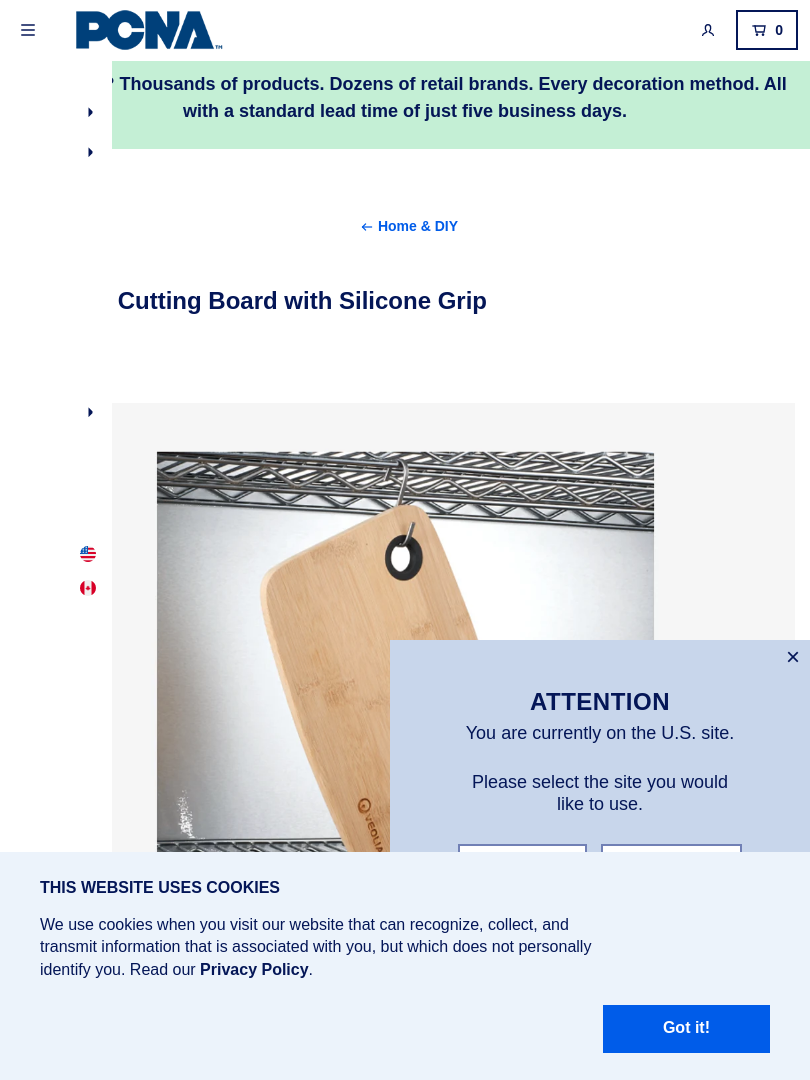 PCNA™
0
? Thousands of products. Dozens of retail brands. Every decoration method. All
with a standard lead time of just five business days.
← Home & DIY
Cutting Board with Silicone Grip
VEOLIA
ATTENTION
You are currently on the U.S. site.
Please select the site you would
like to use.
THIS WEBSITE USES COOKIES
We use cookies when you visit our website that can recognize, collect, and
transmit information that is associated with you, but which does not personally
identify you. Read our Privacy Policy.
Got it!